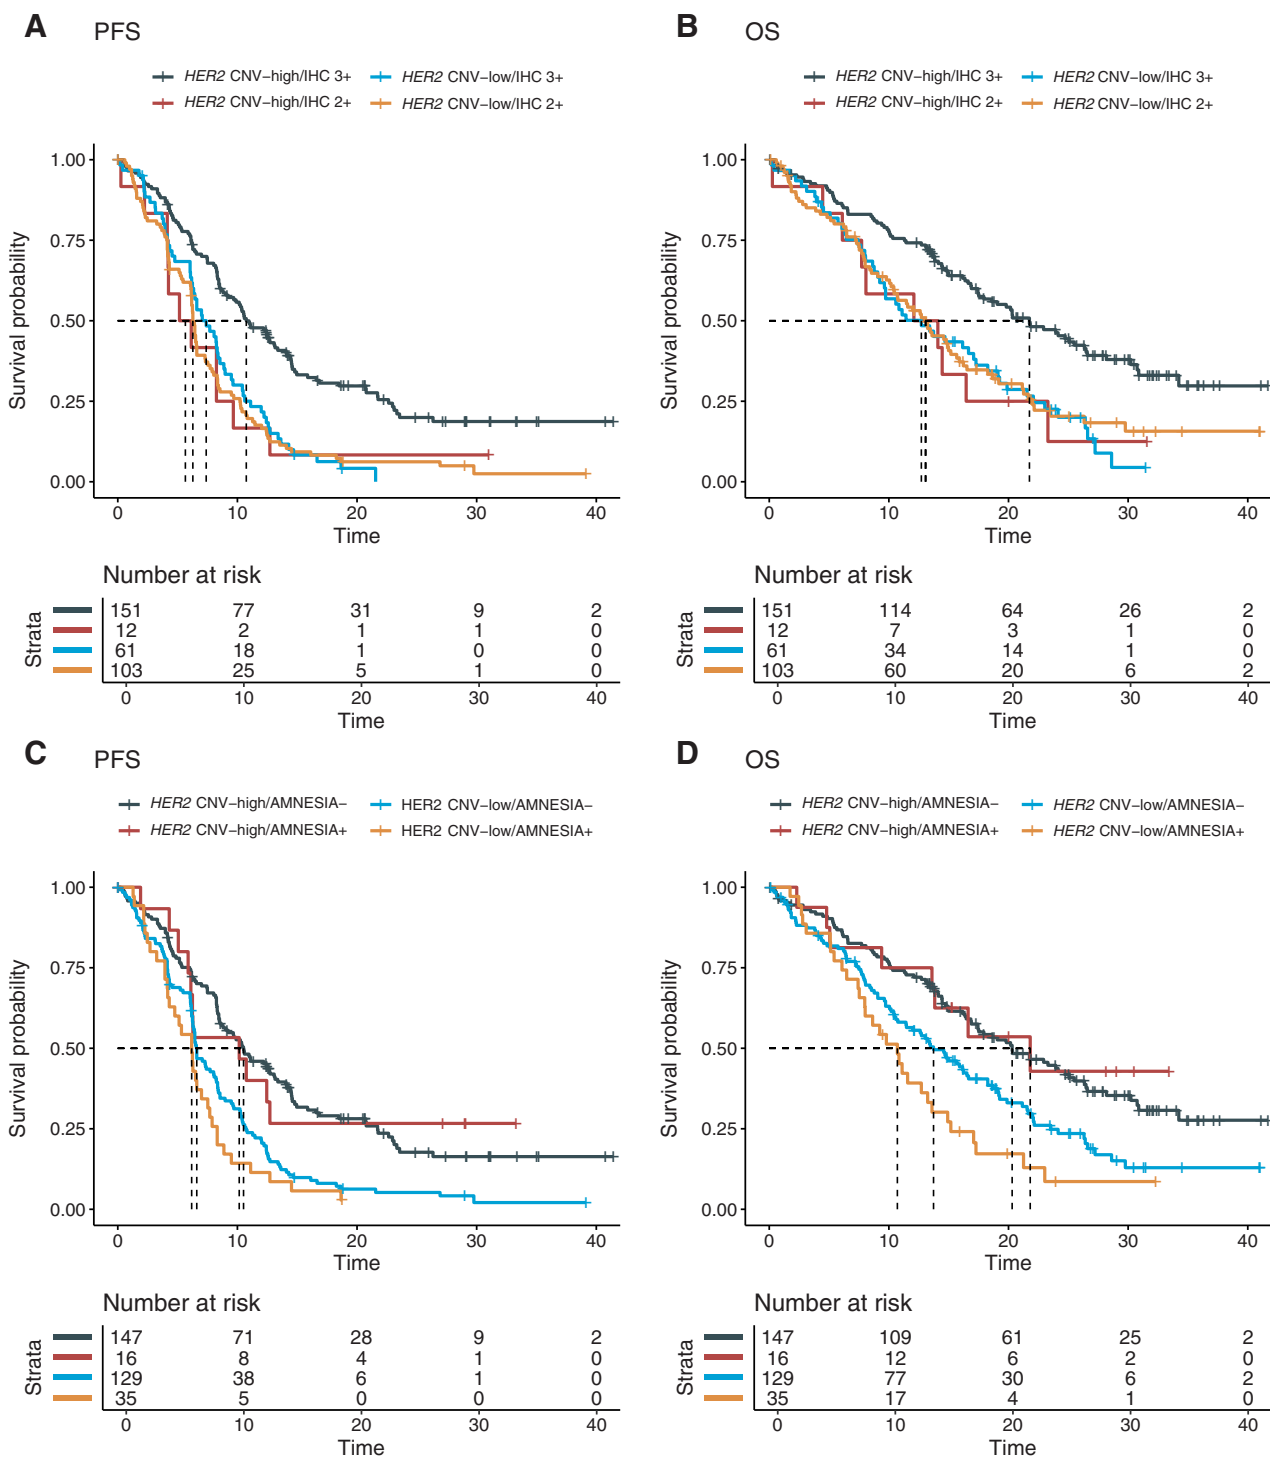 A PFS
HER2 CNV-high/IHC 3+ HER2 CNV-low/IHC 3+
HER2 CNV-high/IHC 2+ HER2 CNV-low/IHC 2+
Survival probability
1.00
0.75
0.50
0.25
0.00
0 10 20 30 40
Time
Number at risk
Strata
151 77 31 9 2
12 2 1 1 0
61 18 1 0 0
103 25 5 1 0
0 10 20 30 40
Time
B OS
HER2 CNV-high/IHC 3+ HER2 CNV-low/IHC 3+
HER2 CNV-high/IHC 2+ HER2 CNV-low/IHC 2+
Survival probability
1.00
0.75
0.50
0.25
0.00
0 10 20 30 40
Time
Number at risk
Strata
151 114 64 26 2
12 7 3 1 0
61 34 14 1 0
103 60 20 6 2
0 10 20 30 40
Time
C PFS
HER2 CNV-high/AMNESIA- HER2 CNV-low/AMNESIA-
HER2 CNV-high/AMNESIA+ HER2 CNV-low/AMNESIA+
Survival probability
1.00
0.75
0.50
0.25
0.00
0 10 20 30 40
Time
Number at risk
Strata
147 71 28 9 2
16 8 4 1 0
129 38 6 1 0
35 5 0 0 0
0 10 20 30 40
Time
D OS
HER2 CNV-high/AMNESIA- HER2 CNV-low/AMNESIA-
HER2 CNV-high/AMNESIA+ HER2 CNV-low/AMNESIA+
Survival probability
1.00
0.75
0.50
0.25
0.00
0 10 20 30 40
Time
Number at risk
Strata
147 109 61 25 2
16 12 6 2 0
129 77 30 6 2
35 17 4 1 0
0 10 20 30 40
Time